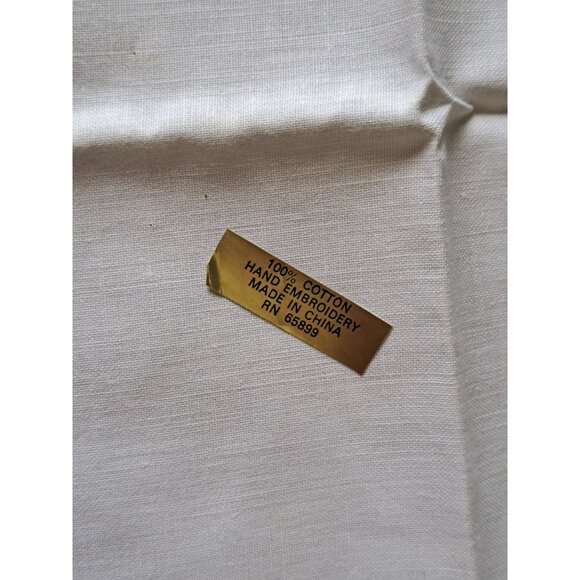 100% COTTON
HAND EMBROIDERY
MADE IN CHINA
RN 65899